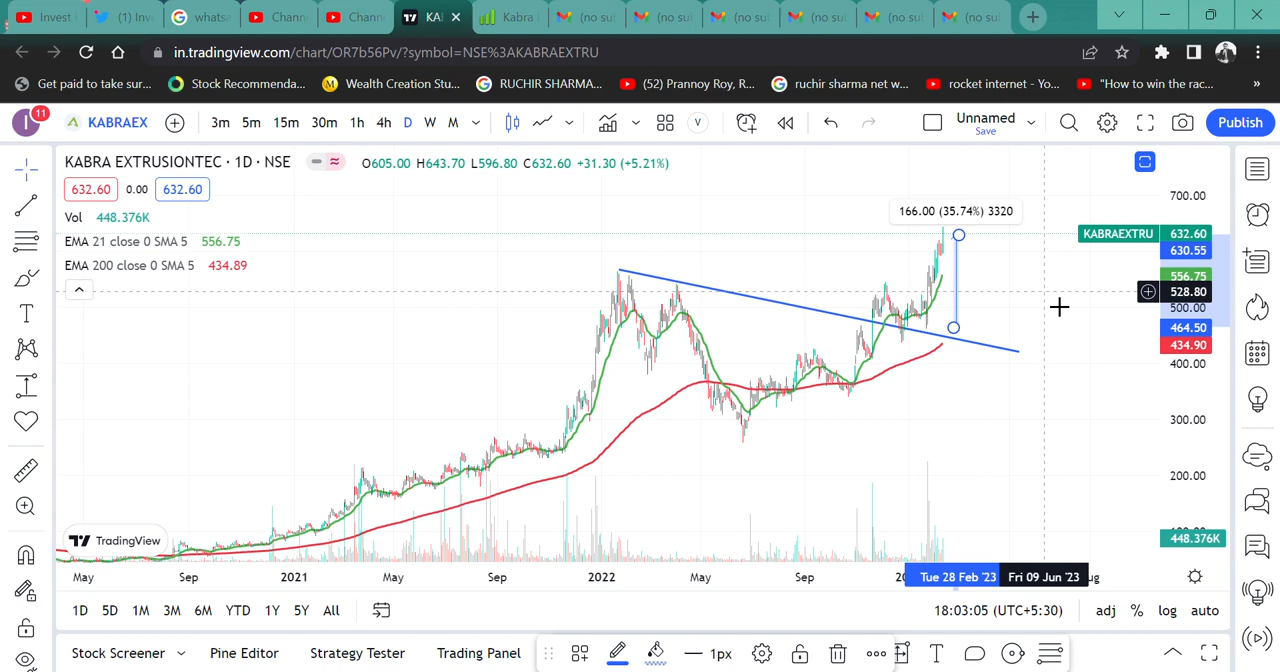 Invest
(1) Inv
whats
Chann
Chann
KA
Kabra
(no su
(no su
(no su
(no su
(no su
(no su
in.tradingview.com/chart/OR7b56Pv/?symbol=NSE%3AKABRAEXTRU
Get paid to take sur...
Stock Recommenda...
Wealth Creation Stu...
RUCHIR SHARMA...
(52) Prannoy Roy, R...
ruchir sharma net w...
rocket internet - Yo...
"How to win the rac...
»
I 11 KABRAEX 3m 5m 15m 30m 1h 4h D W M V Unnamed Save Publish
KABRA EXTRUSIONTEC · 1D · NSE O605.00 H643.70 L596.80 C632.60 +31.30 (+5.21%)
632.60 0.00 632.60
Vol 448.376K
EMA 21 close 0 SMA 5 556.75
EMA 200 close 0 SMA 5 434.89
166.00 (35.74%) 3320
700.00
KABRAEXTRU 632.60
630.55
556.75
528.80
500.00
464.50
434.90
400.00
300.00
200.00
448.376K
TradingView
May Sep 2021 May Sep 2022 May Sep Tue 28 Feb '23 Fri 09 Jun '23
1D 5D 1M 3M 6M YTD 1Y 5Y All 18:03:05 (UTC+5:30) adj % log auto
Stock Screener Pine Editor Strategy Tester Trading Panel 1px